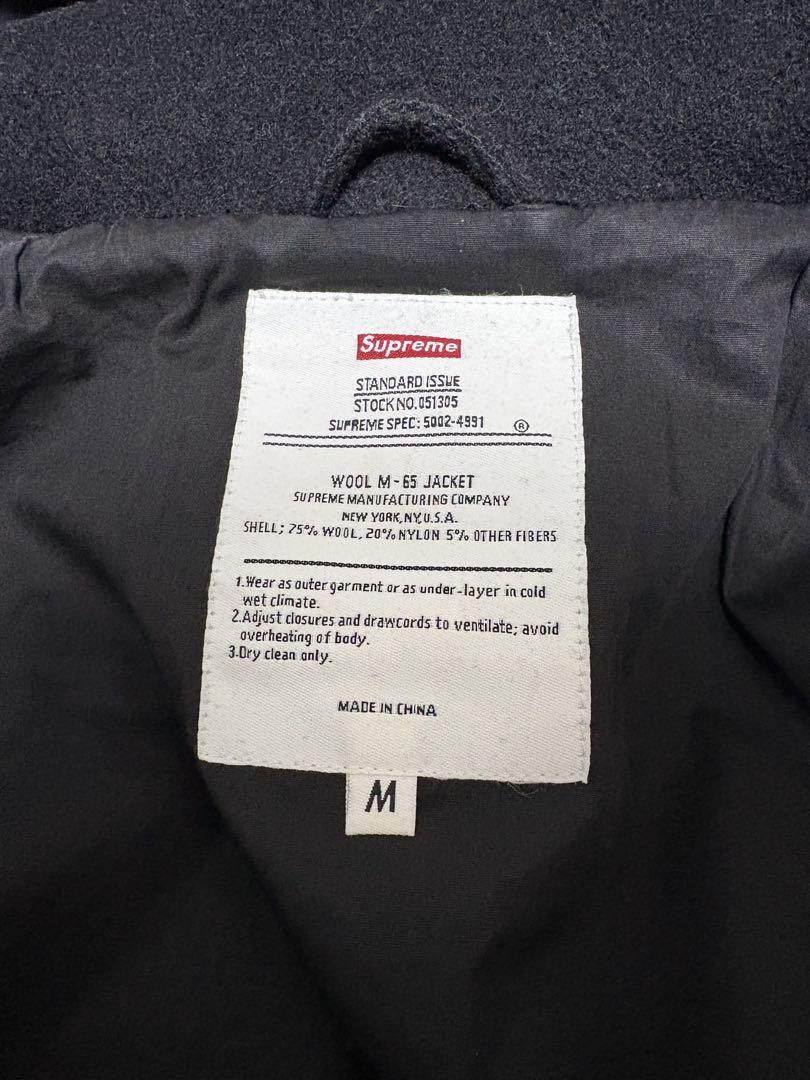 Supreme
STANDARD ISSUE
STOCK NO. 051305
SUPREME SPEC: 5002-4991 ®
WOOL M-65 JACKET
SUPREME MANUFACTURING COMPANY
NEW YORK, NY, U.S.A.
SHELL; 75% WOOL, 20% NYLON 5% OTHER FIBERS
1.Wear as outer garment or as under-layer in cold
wet climate.
2.Adjust closures and drawcords to ventilate; avoid
overheating of body.
3.Dry clean only.
MADE IN CHINA
M